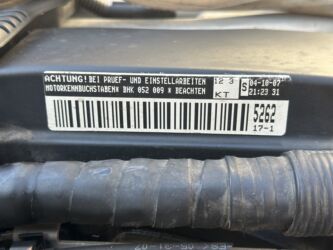 ACHTUNG! BEI PRUEF- UND EINSTELLARBEITEN
MOTORKENNBUCHSTABEN* BHK 052 009 * BEACHTEN
12 3
KT
S
04-10-07
21:23 31
5262
17-1